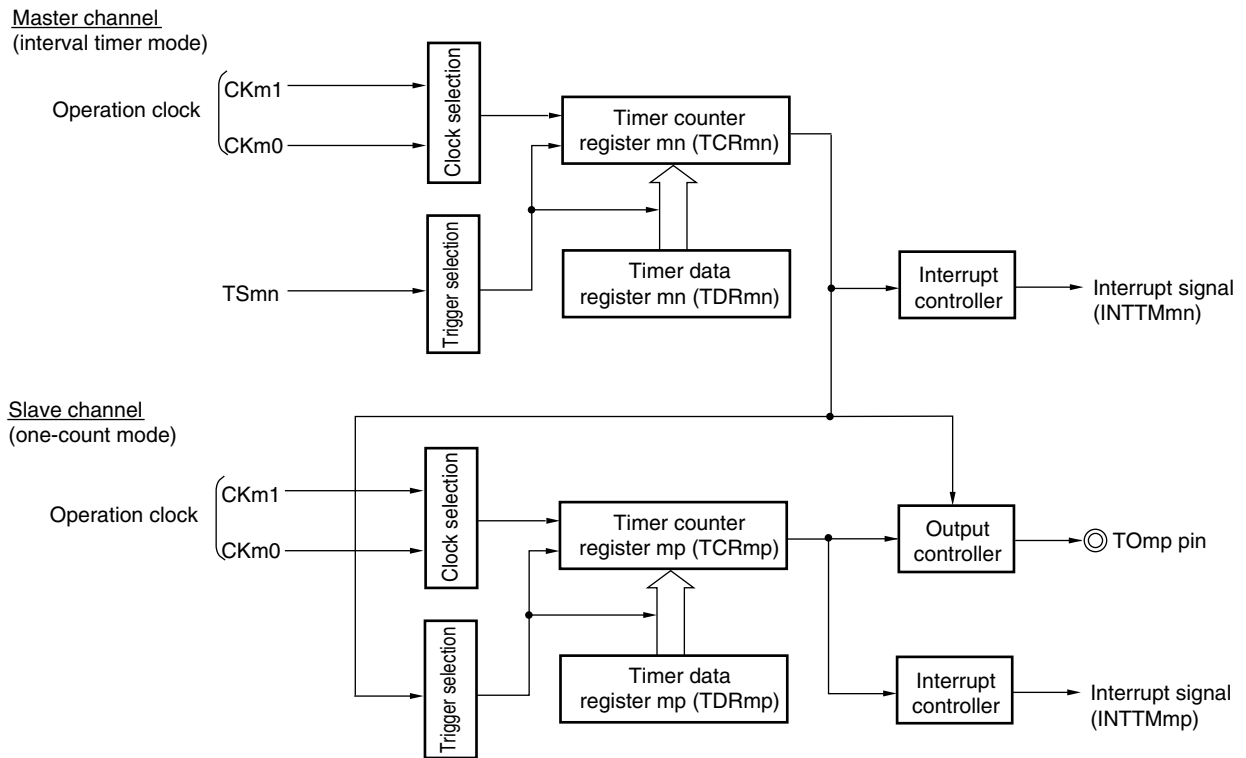 Master channel
(interval timer mode)
Operation clock
CKm1
CKm0
Clock selection
Timer counter
register mn (TCRmn)
TSmn
Trigger selection
Timer data
register mn (TDRmn)
Interrupt
controller
Interrupt signal
(INTTMmn)
Slave channel
(one-count mode)
Operation clock
CKm1
CKm0
Clock selection
Timer counter
register mp (TCRmp)
Output
controller
TOmp pin
Trigger selection
Timer data
register mp (TDRmp)
Interrupt
controller
Interrupt signal
(INTTMmp)